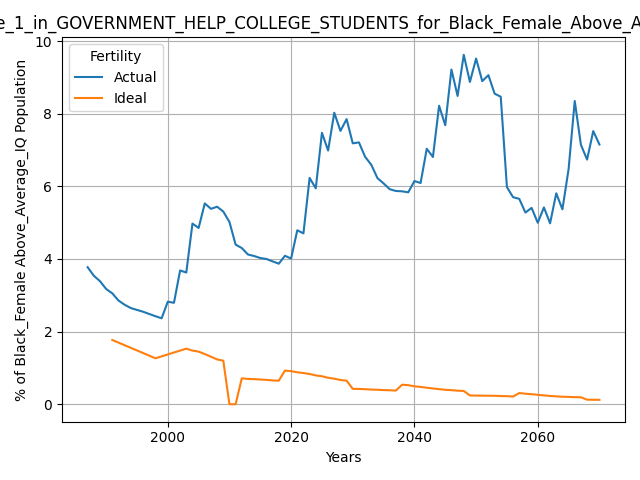 e_1_in_GOVERNMENT_HELP_COLLEGE_STUDENTS_for_Black_Female_Above_A
Fertility
Actual
Ideal
% of Black_Female Above_Average_IQ Population
10
8
6
4
2
0
2000 2020 2040 2060
Years